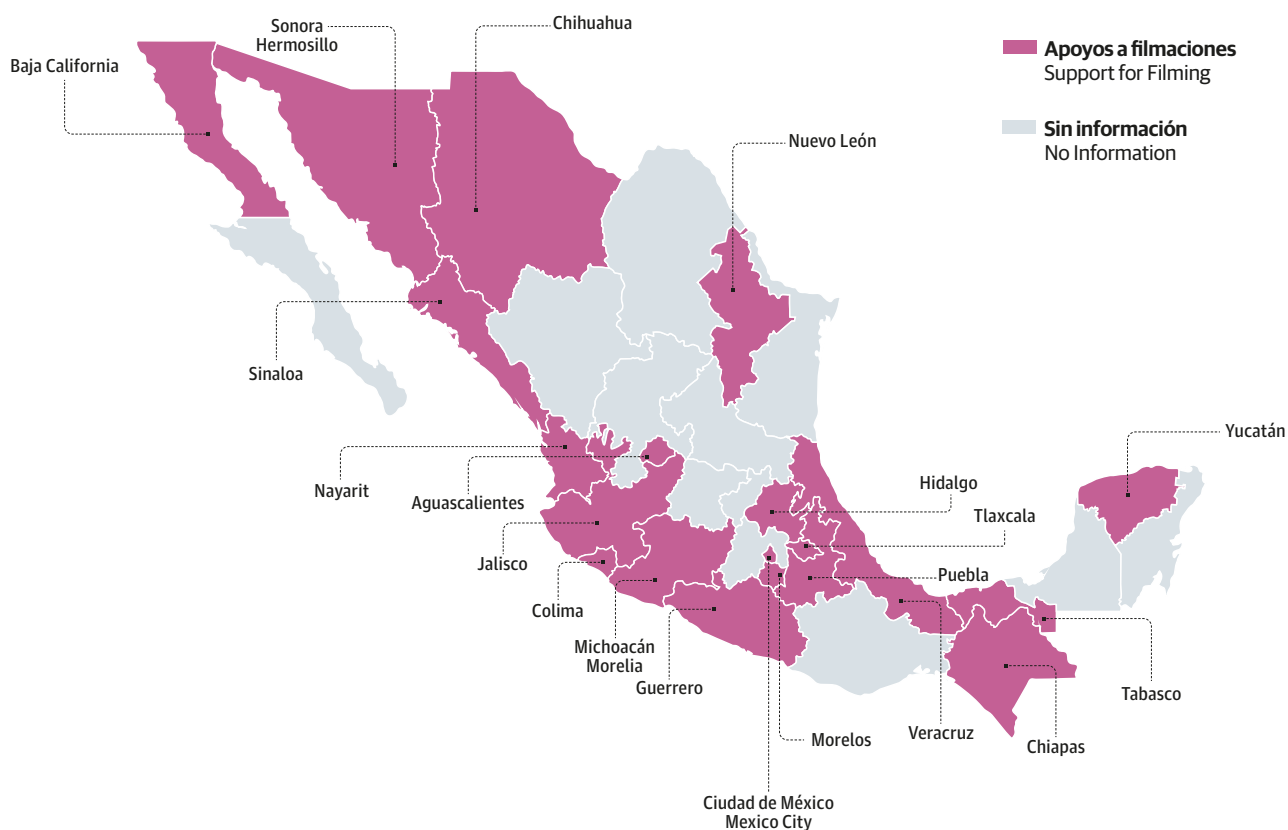 Sonora
Hermosillo
Chihuahua
Baja California
Apoyos a filmaciones
Support for Filming
Sin información
No Information
Nuevo León
Sinaloa
Yucatán
Nayarit
Aguascalientes
Hidalgo
Tlaxcala
Jalisco
Puebla
Colima
Michoacán
Morelia
Guerrero
Tabasco
Morelos
Veracruz
Chiapas
Ciudad de México
Mexico City